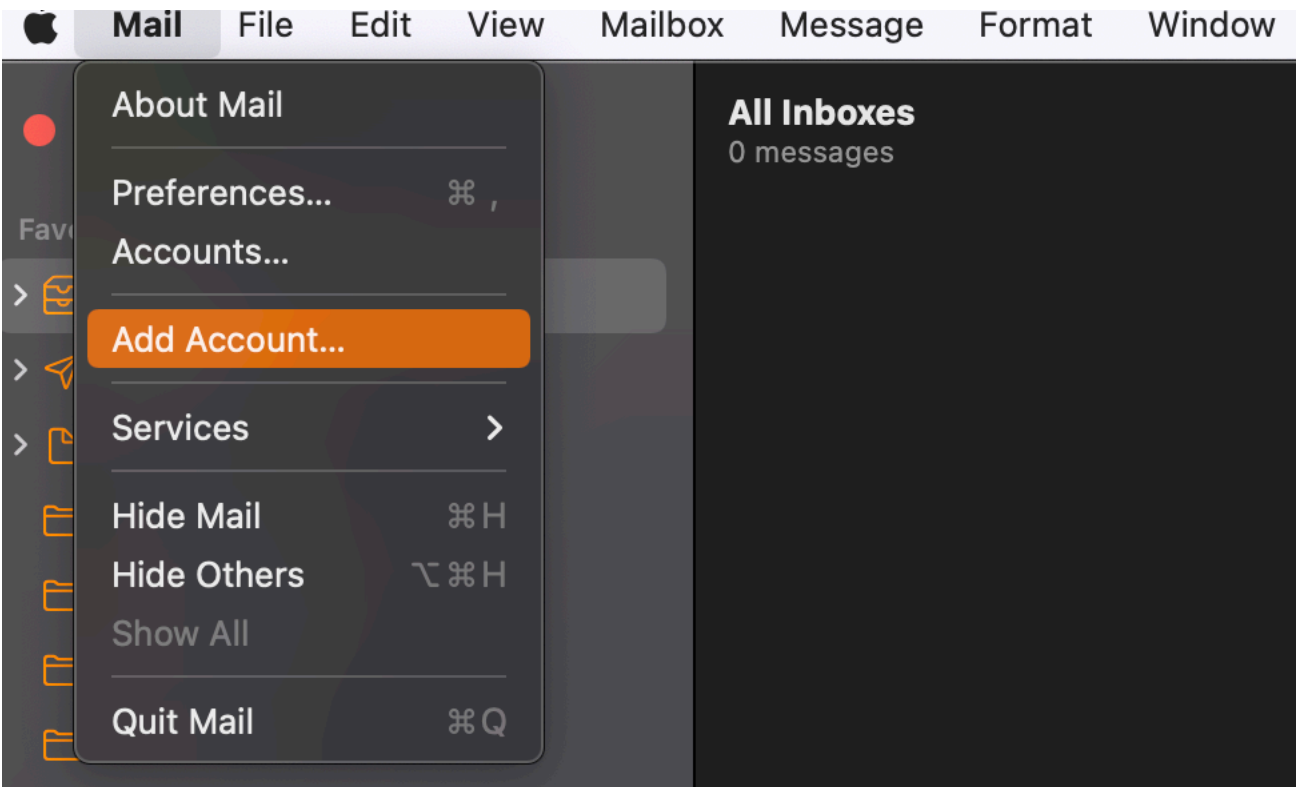 Mail File Edit View Mailbox Message Format Window
About Mail
Preferences... ⌘ ,
Accounts...
Add Account...
Services
Hide Mail ⌘H
Hide Others ⌥⌘H
Show All
Quit Mail ⌘Q
All Inboxes
0 messages